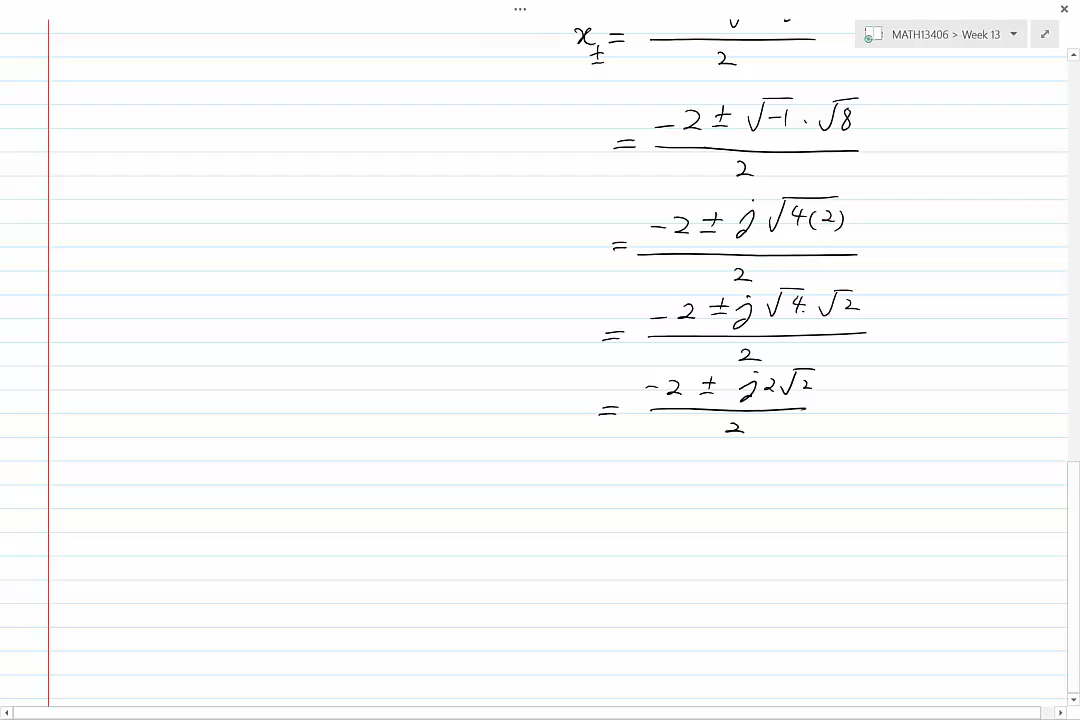 MATH13406 > Week 13
x± = 
2
= -2 ± √-1 · √8
2
= -2 ± j √4(2)
2
= -2 ± j √4 · √2
2
= -2 ± j2√2
2